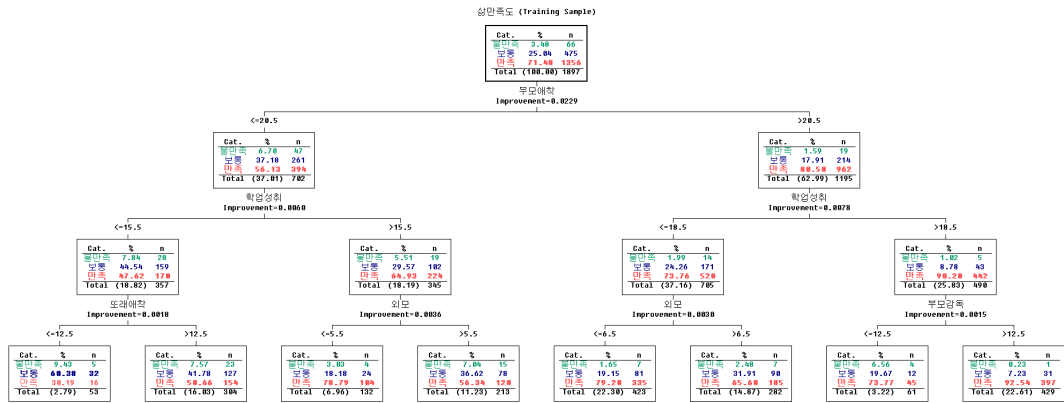 삶만족도 (Training Sample)
Cat. % n
불만족 3.48 66
보통 25.04 475
만족 71.48 1356
Total (100.00) 1897
부모애착
Improvement=0.0229
<=20.5
>20.5
Cat. % n
불만족 6.70 47
보통 37.18 261
만족 56.13 394
Total (37.01) 702
Cat. % n
불만족 1.59 19
보통 17.91 214
만족 80.50 962
Total (62.99) 1195
학업성취
Improvement=0.0060
학업성취
Improvement=0.0078
<=15.5
>15.5
<=18.5
>18.5
Cat. % n
불만족 7.84 28
보통 44.54 159
만족 47.62 170
Total (18.82) 357
Cat. % n
불만족 5.51 19
보통 29.57 102
만족 64.93 224
Total (18.19) 345
Cat. % n
불만족 1.99 14
보통 24.26 171
만족 73.76 520
Total (37.16) 705
Cat. % n
불만족 1.02 5
보통 8.78 43
만족 90.20 442
Total (25.83) 490
또래애착
Improvement=0.0018
외모
Improvement=0.0036
외모
Improvement=0.0030
부모감독
Improvement=0.0015
<=12.5
>12.5
<=5.5
>5.5
<=6.5
>6.5
<=12.5
>12.5
Cat. % n
불만족 9.43 5
보통 60.38 32
만족 30.19 16
Total (2.79) 53
Cat. % n
불만족 7.57 23
보통 41.78 127
만족 50.66 154
Total (16.03) 304
Cat. % n
불만족 3.03 4
보통 18.18 24
만족 78.79 104
Total (6.96) 132
Cat. % n
불만족 7.04 15
보통 36.62 78
만족 56.34 120
Total (11.23) 213
Cat. % n
불만족 1.65 7
보통 19.15 81
만족 79.20 335
Total (22.30) 423
Cat. % n
불만족 2.48 7
보통 31.91 90
만족 65.60 185
Total (14.87) 282
Cat. % n
불만족 6.56 4
보통 19.67 12
만족 73.77 45
Total (3.22) 61
Cat. % n
불만족 0.23 1
보통 7.23 31
만족 92.54 397
Total (22.61) 429